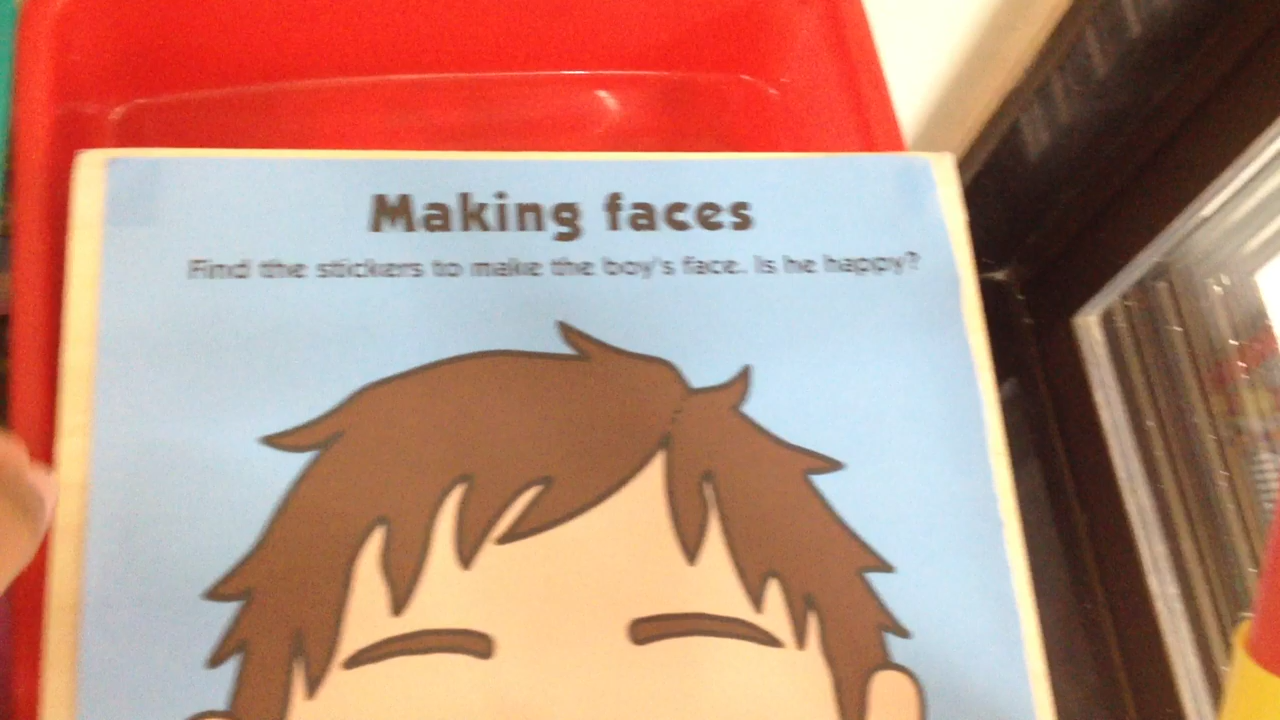 Making faces
Find the stickers to make the boy's face. Is he happy?